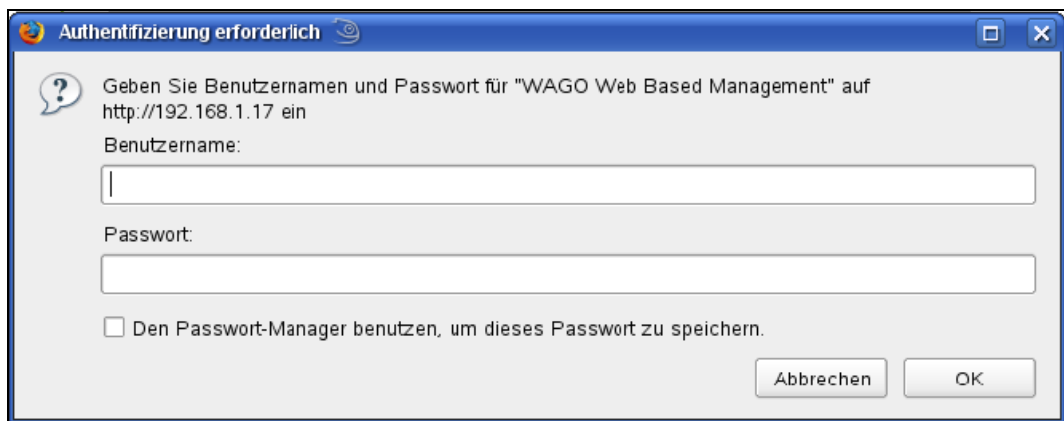 Authentifizierung erforderlich
Geben Sie Benutzernamen und Passwort für "WAGO Web Based Management" auf
http://192.168.1.17 ein
Benutzername:
Passwort:
Den Passwort-Manager benutzen, um dieses Passwort zu speichern.
Abbrechen
OK